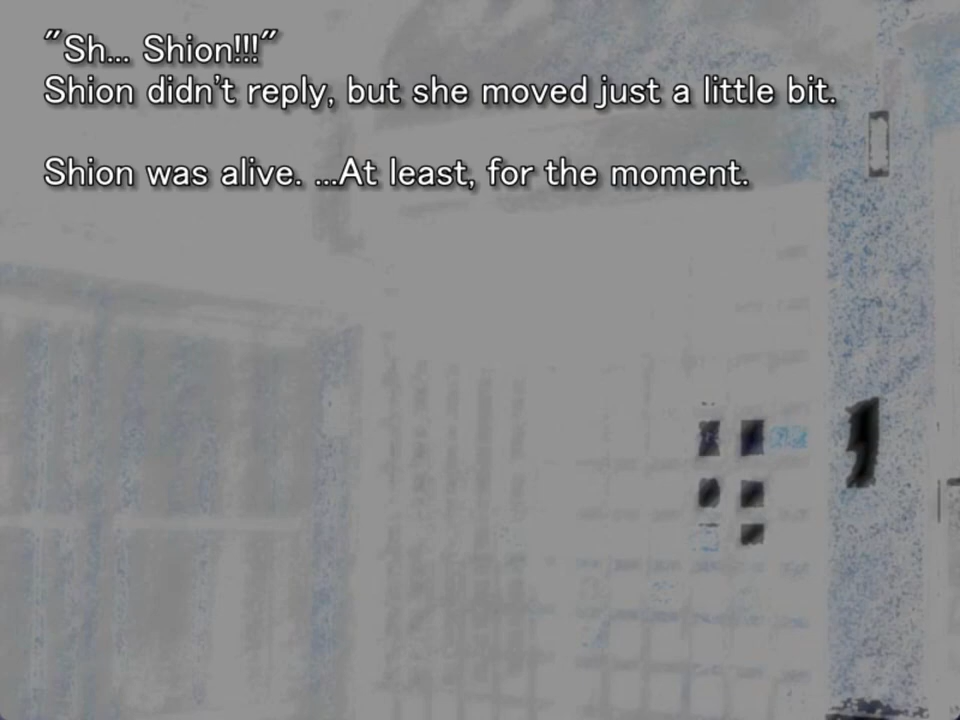 "Sh... Shion!!!"
Shion didn't reply, but she moved just a little bit.
Shion was alive. ...At least, for the moment.